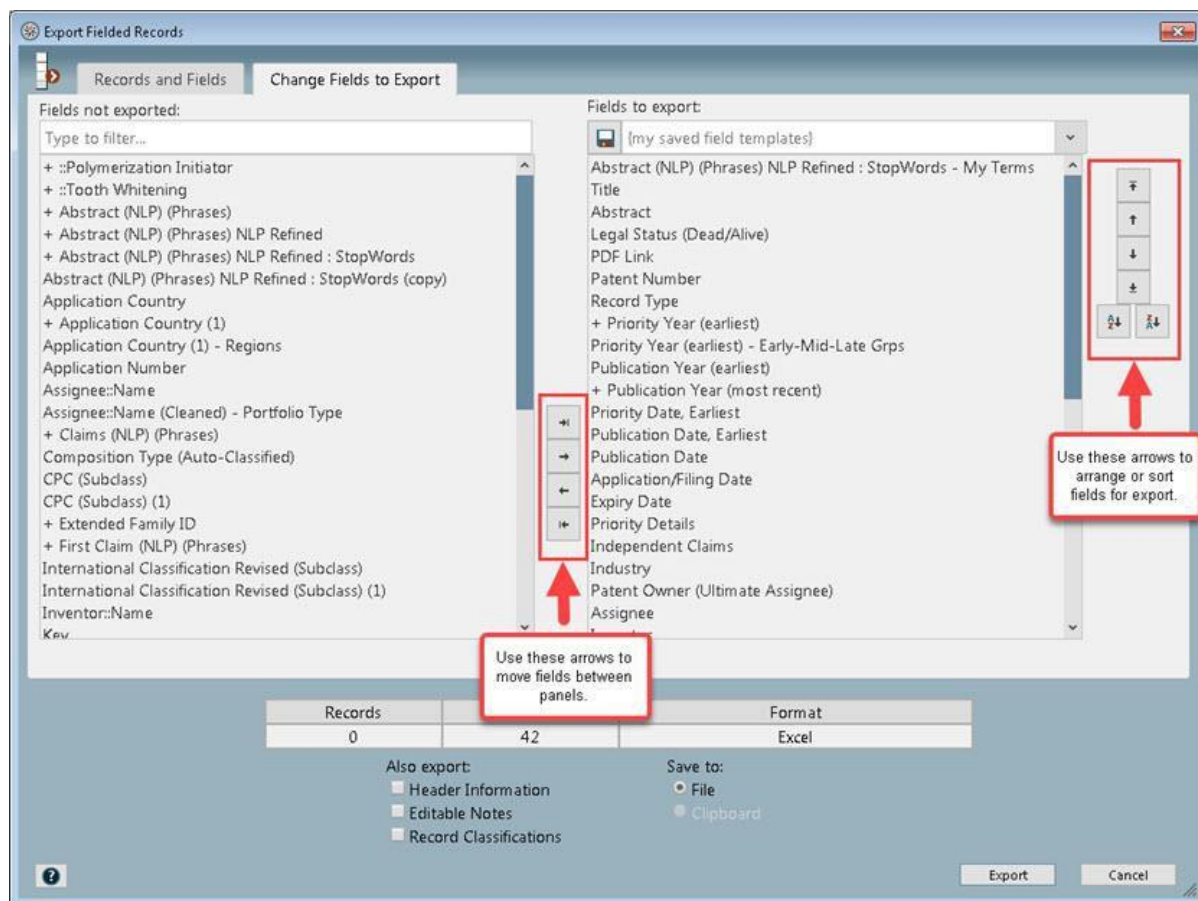 Export Fielded Records
Records and Fields
Change Fields to Export
Fields not exported:
Type to filter...
+ ::Polymerization Initiator
+ ::Tooth Whitening
+ Abstract (NLP) (Phrases)
+ Abstract (NLP) (Phrases) NLP Refined
+ Abstract (NLP) (Phrases) NLP Refined : StopWords
Abstract (NLP) (Phrases) NLP Refined : StopWords (copy)
Application Country
+ Application Country (1)
Application Country (1) - Regions
Application Number
Assignee::Name
Assignee::Name (Cleaned) - Portfolio Type
+ Claims (NLP) (Phrases)
Composition Type (Auto-Classified)
CPC (Subclass)
CPC (Subclass) (1)
+ Extended Family ID
+ First Claim (NLP) (Phrases)
International Classification Revised (Subclass)
International Classification Revised (Subclass) (1)
Inventor::Name
Key
Use these arrows to
move fields between
panels.
Fields to export:
(my saved field templates)
Abstract (NLP) (Phrases) NLP Refined : StopWords - My Terms
Title
Abstract
Legal Status (Dead/Alive)
PDF Link
Patent Number
Record Type
+ Priority Year (earliest)
Priority Year (earliest) - Early-Mid-Late Grps
Publication Year (earliest)
+ Publication Year (most recent)
Priority Date, Earliest
Publication Date, Earliest
Publication Date
Application/Filing Date
Expiry Date
Priority Details
Independent Claims
Industry
Patent Owner (Ultimate Assignee)
Assignee
Use these arrows to
arrange or sort
fields for export.
Records Format
0 42 Excel
Also export:
Header Information
Editable Notes
Record Classifications
Save to:
File
Clipboard
Export Cancel